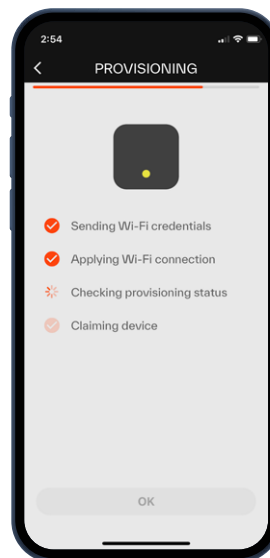 2:54
PROVISIONING
Sending Wi-Fi credentials
Applying Wi-Fi connection
Checking provisioning status
Claiming device
OK